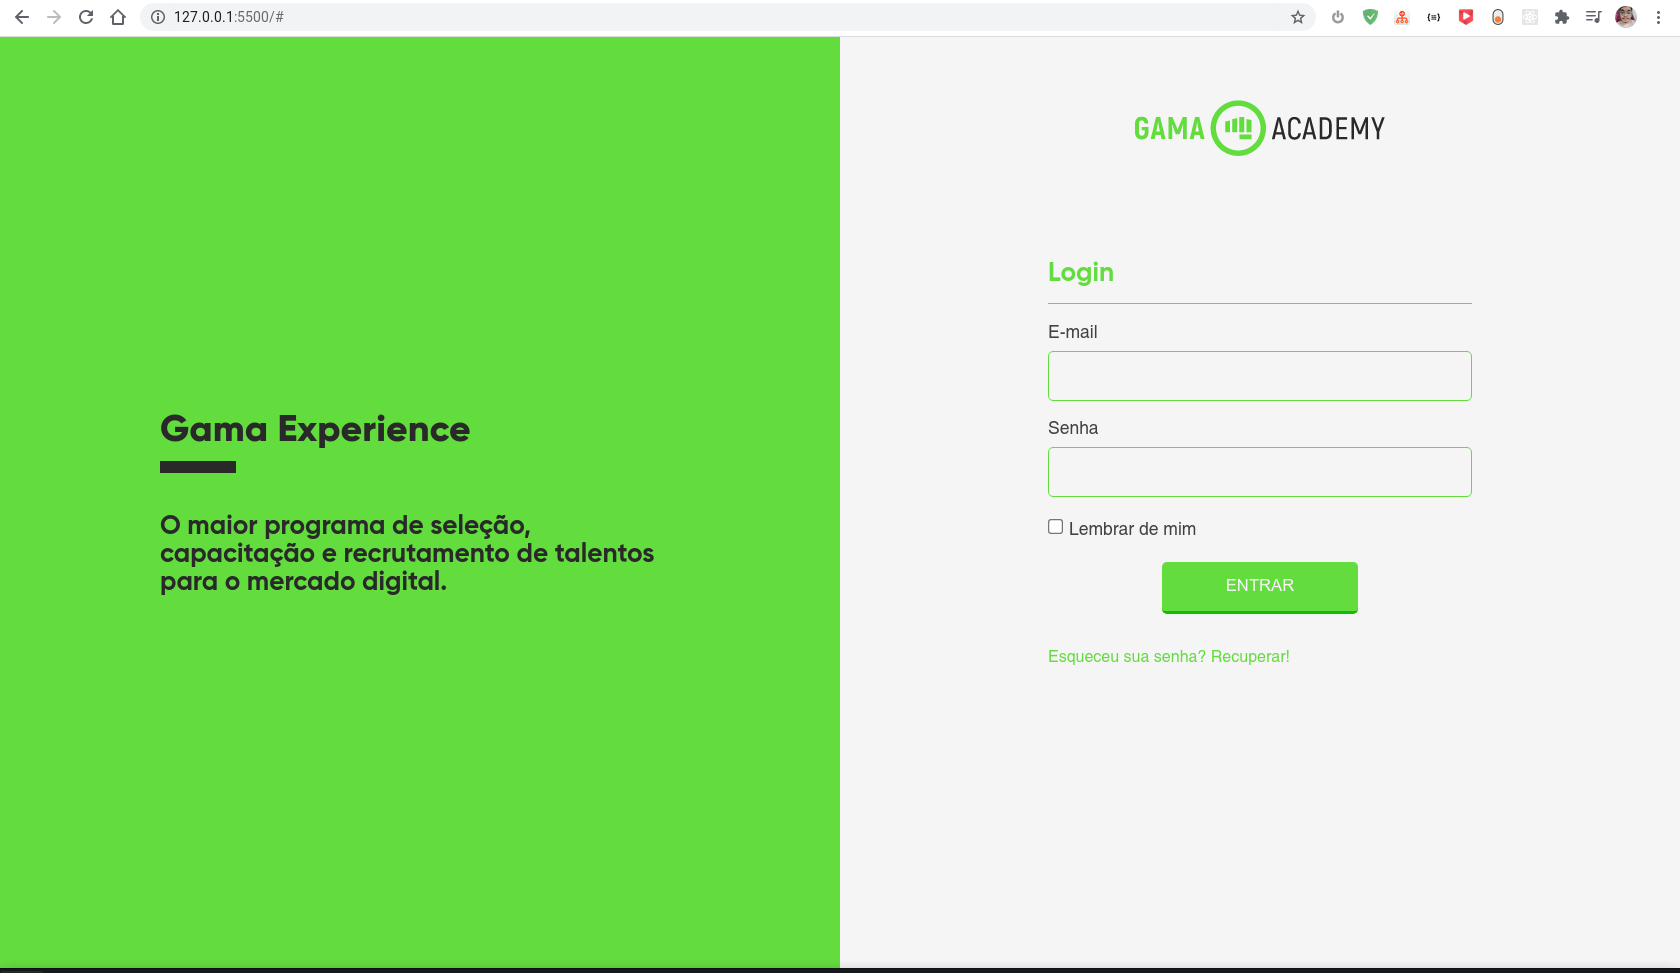 127.0.0.1:5500/#
GAMA ACADEMY
Login
E-mail
Senha
Lembrar de mim
ENTRAR
Esqueceu sua senha? Recuperar!
Gama Experience
O maior programa de seleção,
capacitação e recrutamento de talentos
para o mercado digital.